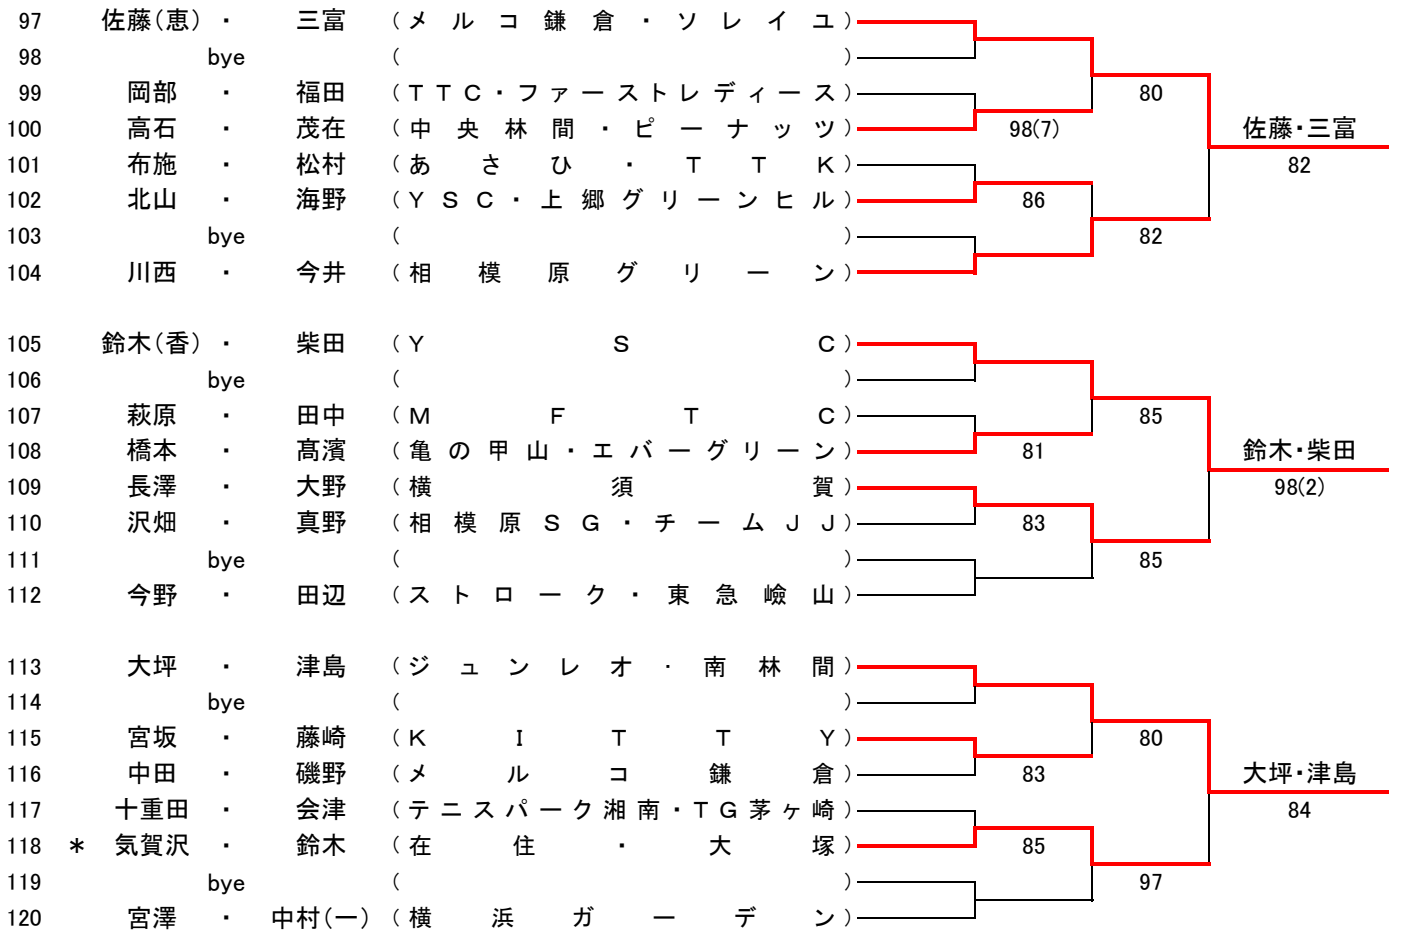 97 佐藤(恵)・ 三富 (メルコ鎌倉・ソレイユ)
98 bye ( )
99 岡部 ・ 福田 (TTC・ファーストレディース) 80
100 高石 ・ 茂在 (中央林間・ピーナッツ) 98(7) 佐藤・三富
101 布施 ・ 松村 (あさひ・TTK) 82
102 北山 ・ 海野 (YSC・上郷グリーンヒル) 86
103 bye ( ) 82
104 川西 ・ 今井 (相模原グリーン)
105 鈴木(香)・ 柴田 (YSC)
106 bye ( )
107 萩原 ・ 田中 (MFTC) 85
108 橋本 ・ 髙濱 (亀の甲山・エバーグリーン) 81 鈴木・柴田
109 長澤 ・ 大野 (横須賀) 98(2)
110 沢畑 ・ 真野 (相模原SG・チームJJ) 83
111 bye ( ) 85
112 今野 ・ 田辺 (ストローク・東急嶮山)
113 大坪 ・ 津島 (ジュンレオ・南林間)
114 bye ( )
115 宮坂 ・ 藤崎 (KITTY) 80
116 中田 ・ 磯野 (メルコ鎌倉) 83 大坪・津島
117 十重田 ・ 会津 (テニスパーク湘南・TG茅ヶ崎) 84
118 * 気賀沢 ・ 鈴木 (在住・大塚) 85
119 bye ( ) 97
120 宮澤 ・ 中村(一) (横浜ガーデン)